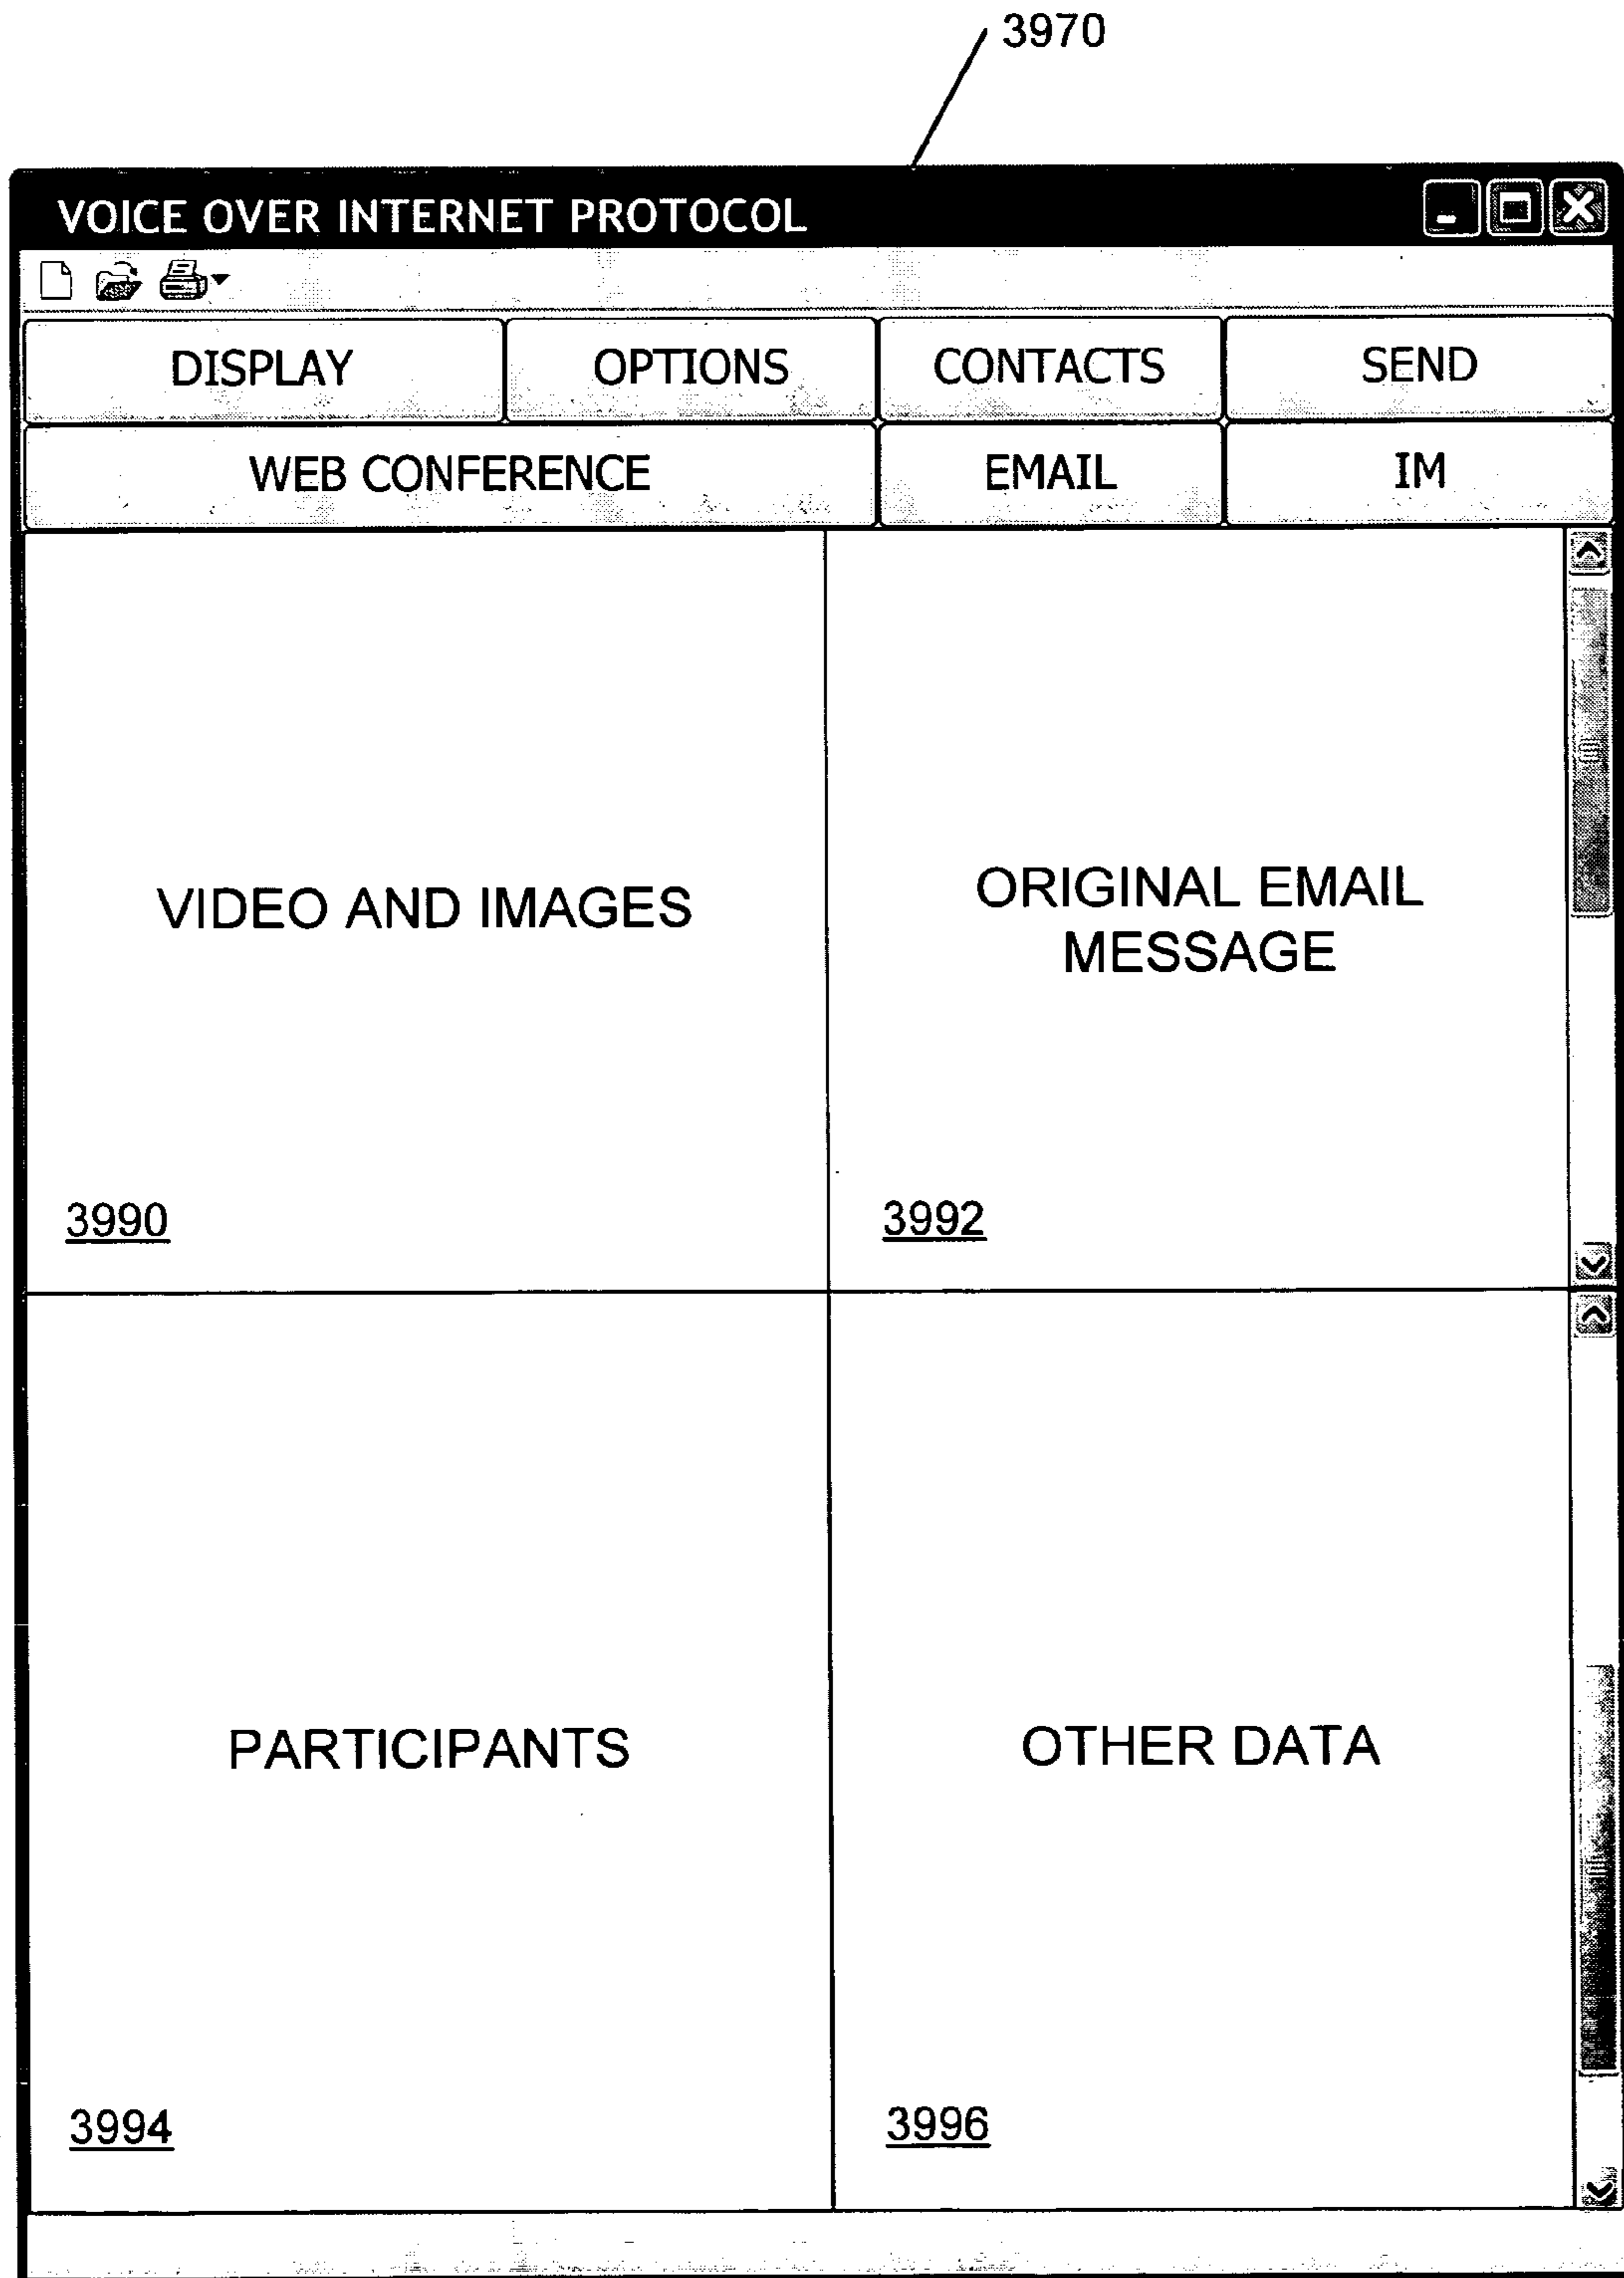 3970
VOICE OVER INTERNET PROTOCOL
DISPLAY OPTIONS CONTACTS SEND
WEB CONFERENCE EMAIL IM
VIDEO AND IMAGES
3990
ORIGINAL EMAIL
MESSAGE
3992
PARTICIPANTS
3994
OTHER DATA
3996